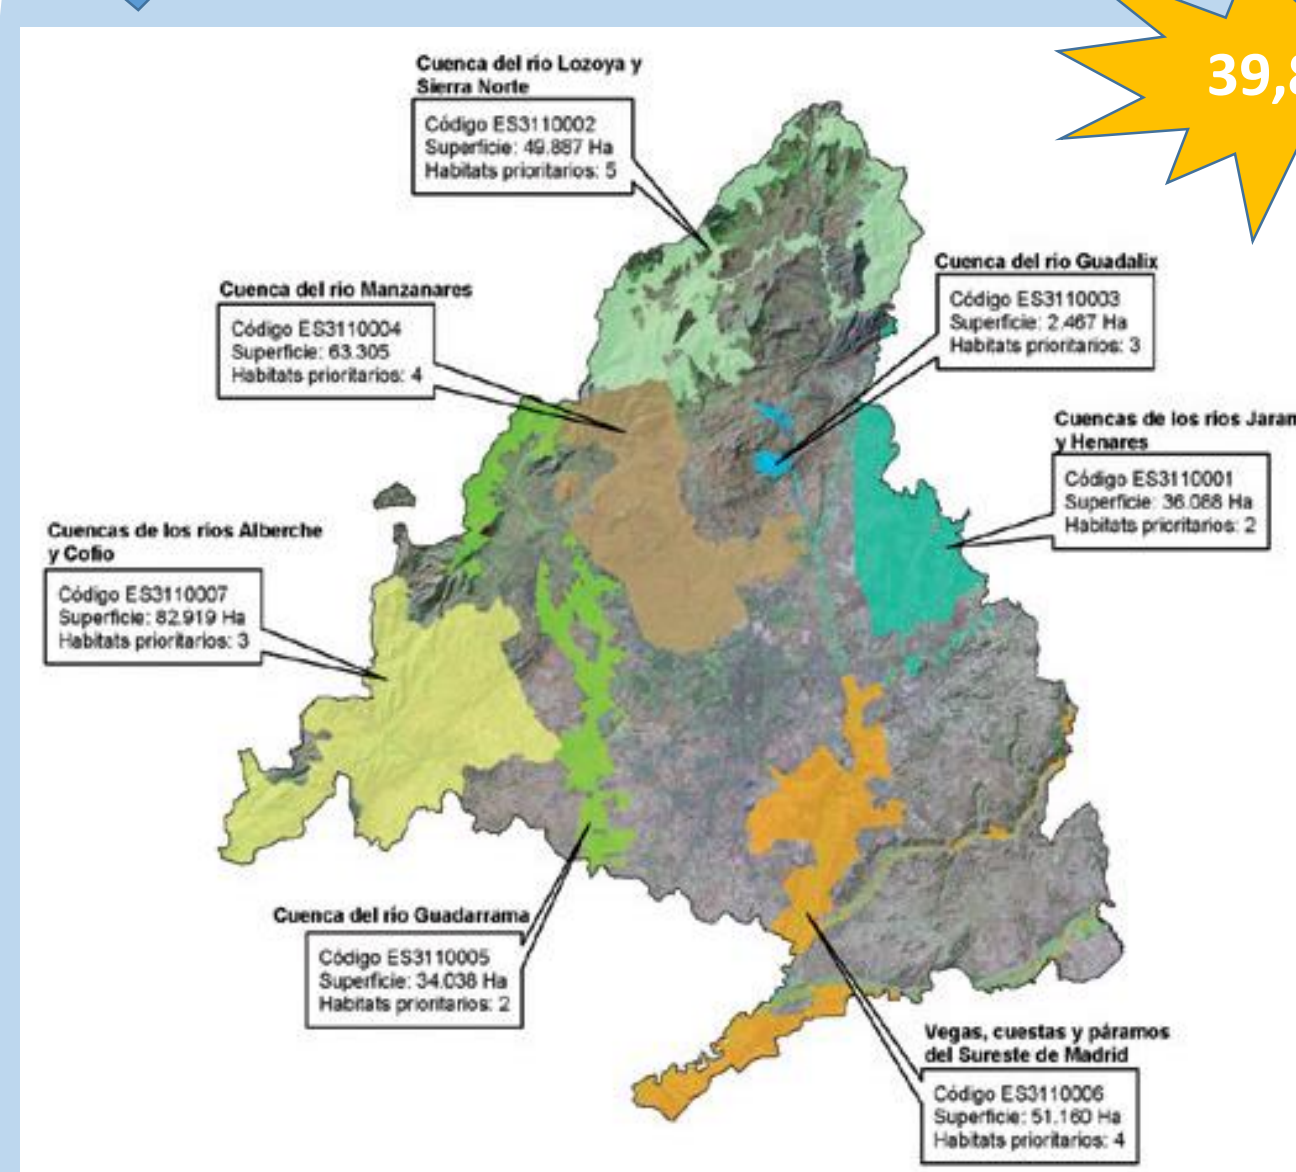 39,8
Cuenca del río Lozoya y
Sierra Norte
Código ES3110002
Superficie: 49.887 Ha
Habitats prioritarios: 5
Cuenca del río Guadalix
Código ES3110003
Superficie: 2.467 Ha
Habitats prioritarios: 3
Cuenca del río Manzanares
Código ES3110004
Superficie: 63.305
Habitats prioritarios: 4
Cuencas de los ríos Jaram
y Henares
Código ES3110001
Superficie: 36.088 Ha
Habitats prioritarios: 2
Cuencas de los ríos Alberche
y Cofio
Código ES3110007
Superficie: 82.919 Ha
Habitats prioritarios: 3
Cuenca del río Guadarrama
Código ES3110005
Superficie: 34.038 Ha
Habitats prioritarios: 2
Vegas, cuestas y páramos
del Sureste de Madrid
Código ES3110006
Superficie: 51.160 Ha
Habitats prioritarios: 4